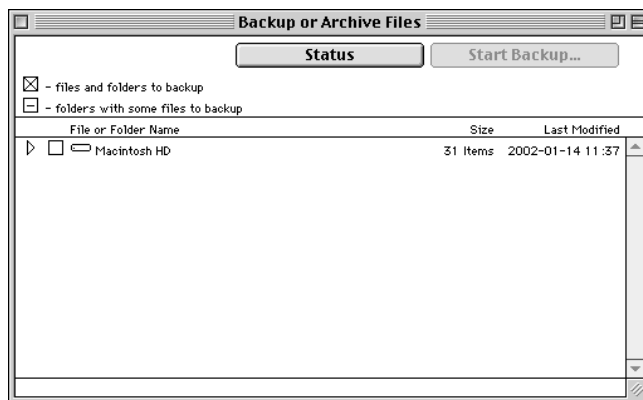 Backup or Archive Files
Status Start Backup...
- files and folders to backup
- folders with some files to backup
File or Folder Name Size Last Modified
Macintosh HD 31 Items 2002-01-14 11:37